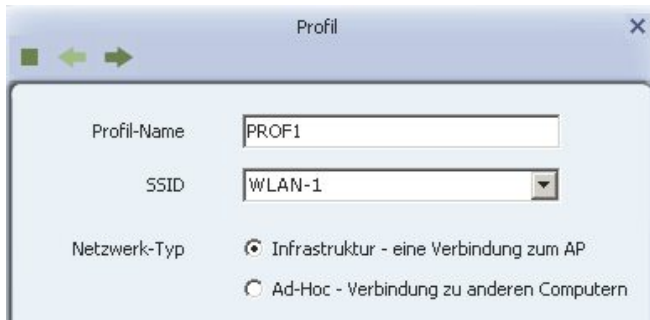 Profil
Profil-Name PROF1
SSID WLAN-1
Netzwerk-Typ Infrastruktur - eine Verbindung zum AP
Ad-Hoc - Verbindung zu anderen Computern